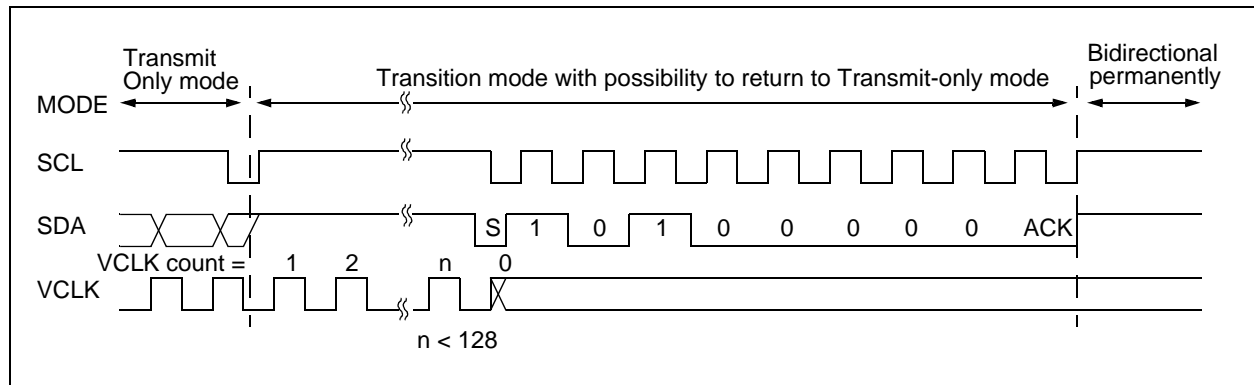 Transmit
Only mode
Transition mode with possibility to return to Transmit-only mode
Bidirectional
permanently
MODE
SCL
SDA
S 1 0 1 0 0 0 0 0 ACK
VCLK count = 1 2 n 0
VCLK
n < 128